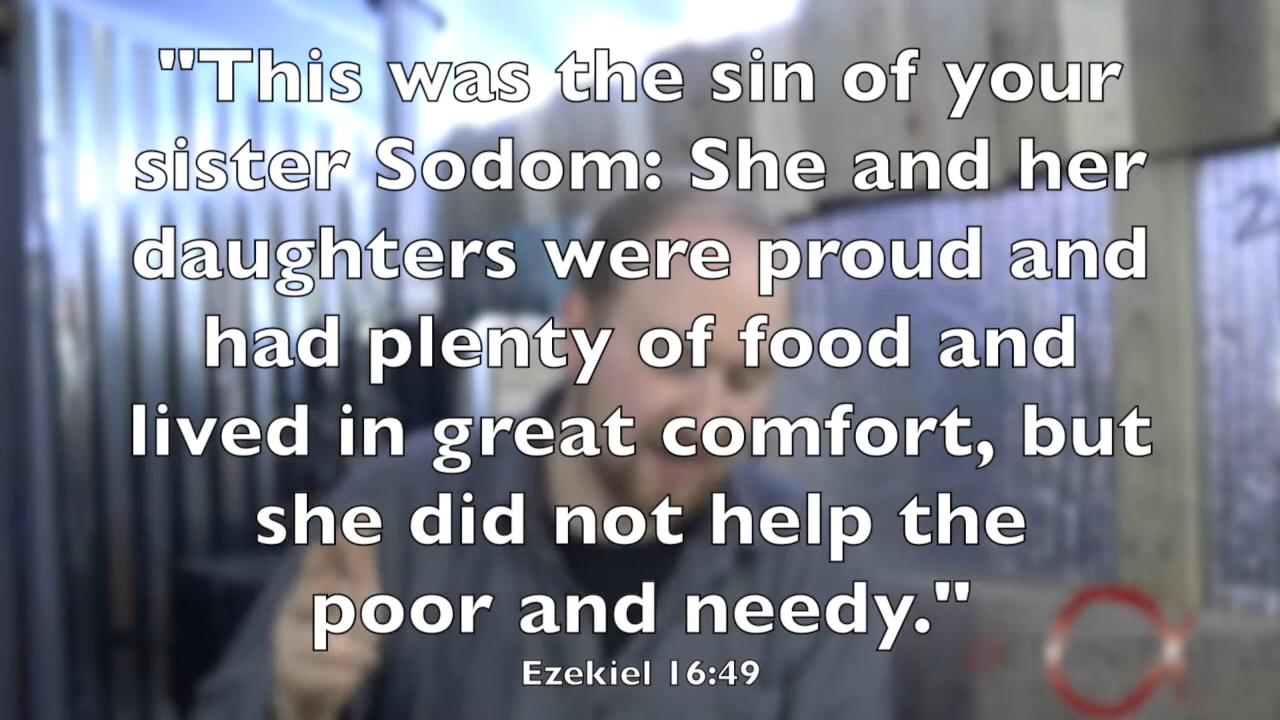 "This was the sin of your
sister Sodom: She and her
daughters were proud and
had plenty of food and
lived in great comfort, but
she did not help the
poor and needy."
Ezekiel 16:49